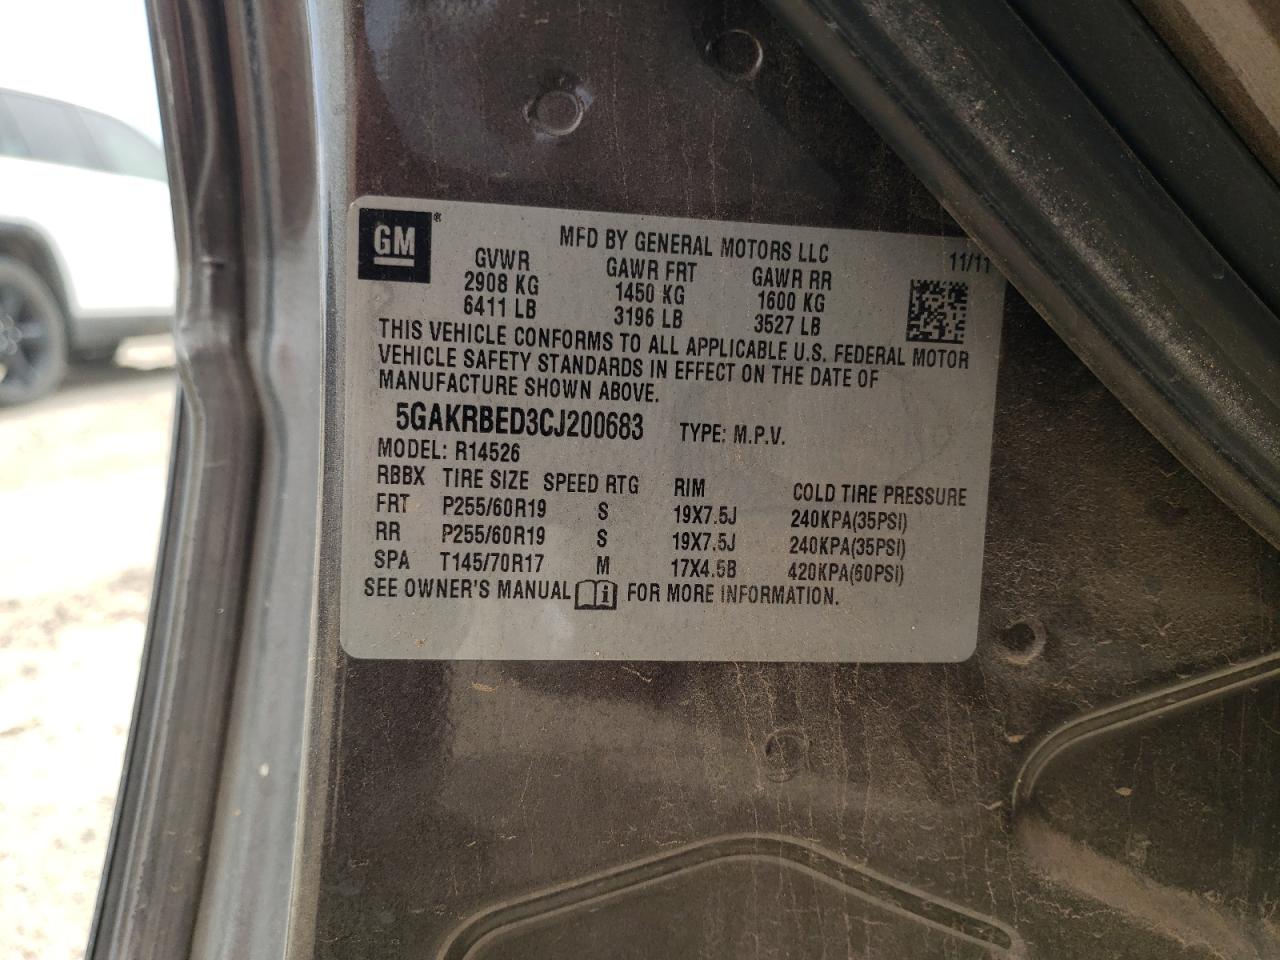 GM®
MFD BY GENERAL MOTORS LLC
11/11
GVWR GAWR FRT GAWR RR
2908 KG 1450 KG 1600 KG
6411 LB 3196 LB 3527 LB
THIS VEHICLE CONFORMS TO ALL APPLICABLE U.S. FEDERAL MOTOR
VEHICLE SAFETY STANDARDS IN EFFECT ON THE DATE OF
MANUFACTURE SHOWN ABOVE.
5GAKRBED3CJ200683 TYPE: M.P.V.
MODEL: R14526
RBBX TIRE SIZE SPEED RTG RIM COLD TIRE PRESSURE
FRT P255/60R19 S 19X7.5J 240KPA(35PSI)
RR P255/60R19 S 19X7.5J 240KPA(35PSI)
SPA T145/70R17 M 17X4.5B 420KPA(60PSI)
SEE OWNER'S MANUAL FOR MORE INFORMATION.